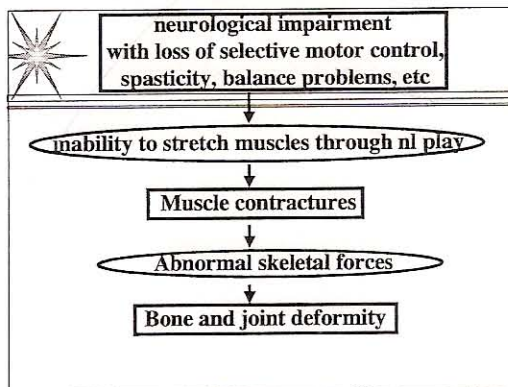 neurological impairment
with loss of selective motor control,
spasticity, balance problems, etc
inability to stretch muscles through nl play
Muscle contractures
Abnormal skeletal forces
Bone and joint deformity